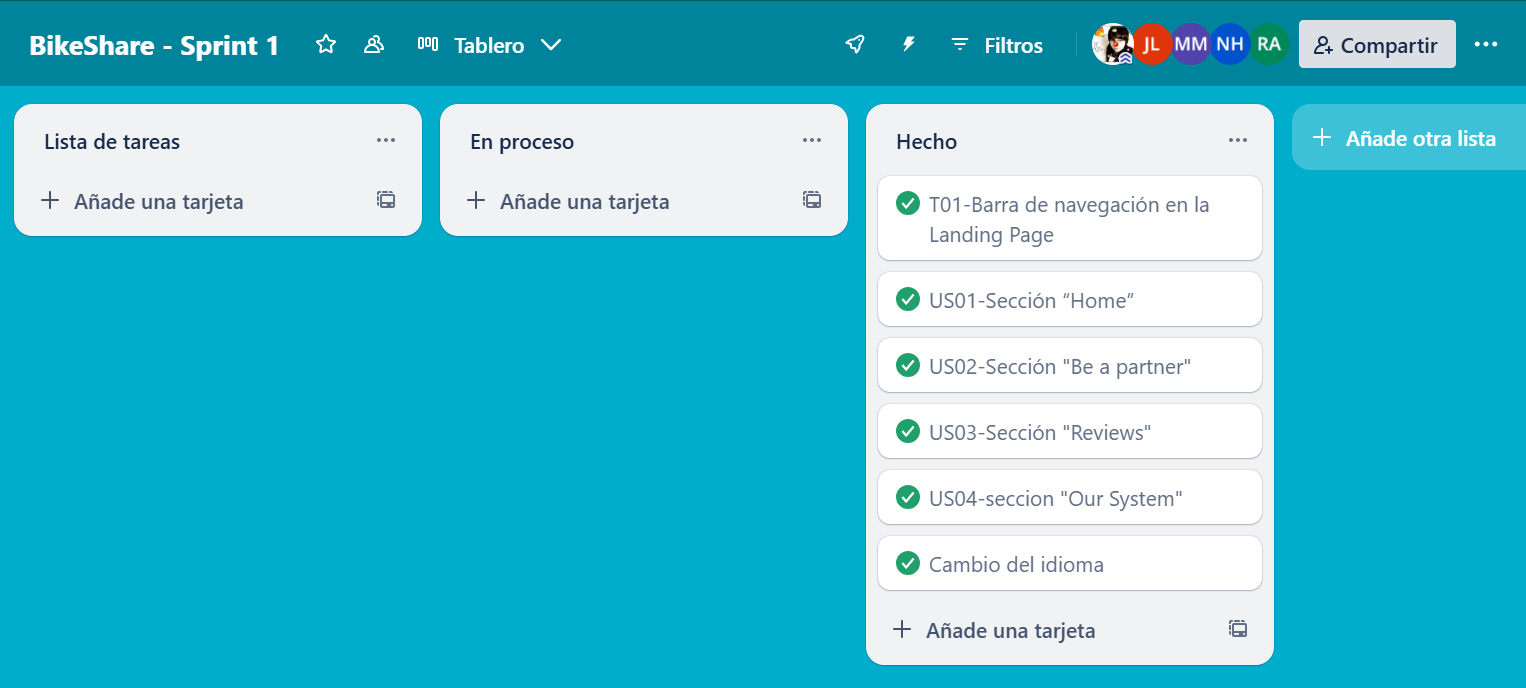 BikeShare - Sprint 1
Tablero
Filtros
JL
MM
NH
RA
Compartir
Lista de tareas
Añade una tarjeta
En proceso
Añade una tarjeta
Hecho
T01-Barra de navegación en la
Landing Page
US01-Sección “Home”
US02-Sección "Be a partner"
US03-Sección "Reviews"
US04-seccion "Our System"
Cambio del idioma
Añade una tarjeta
Añade otra lista